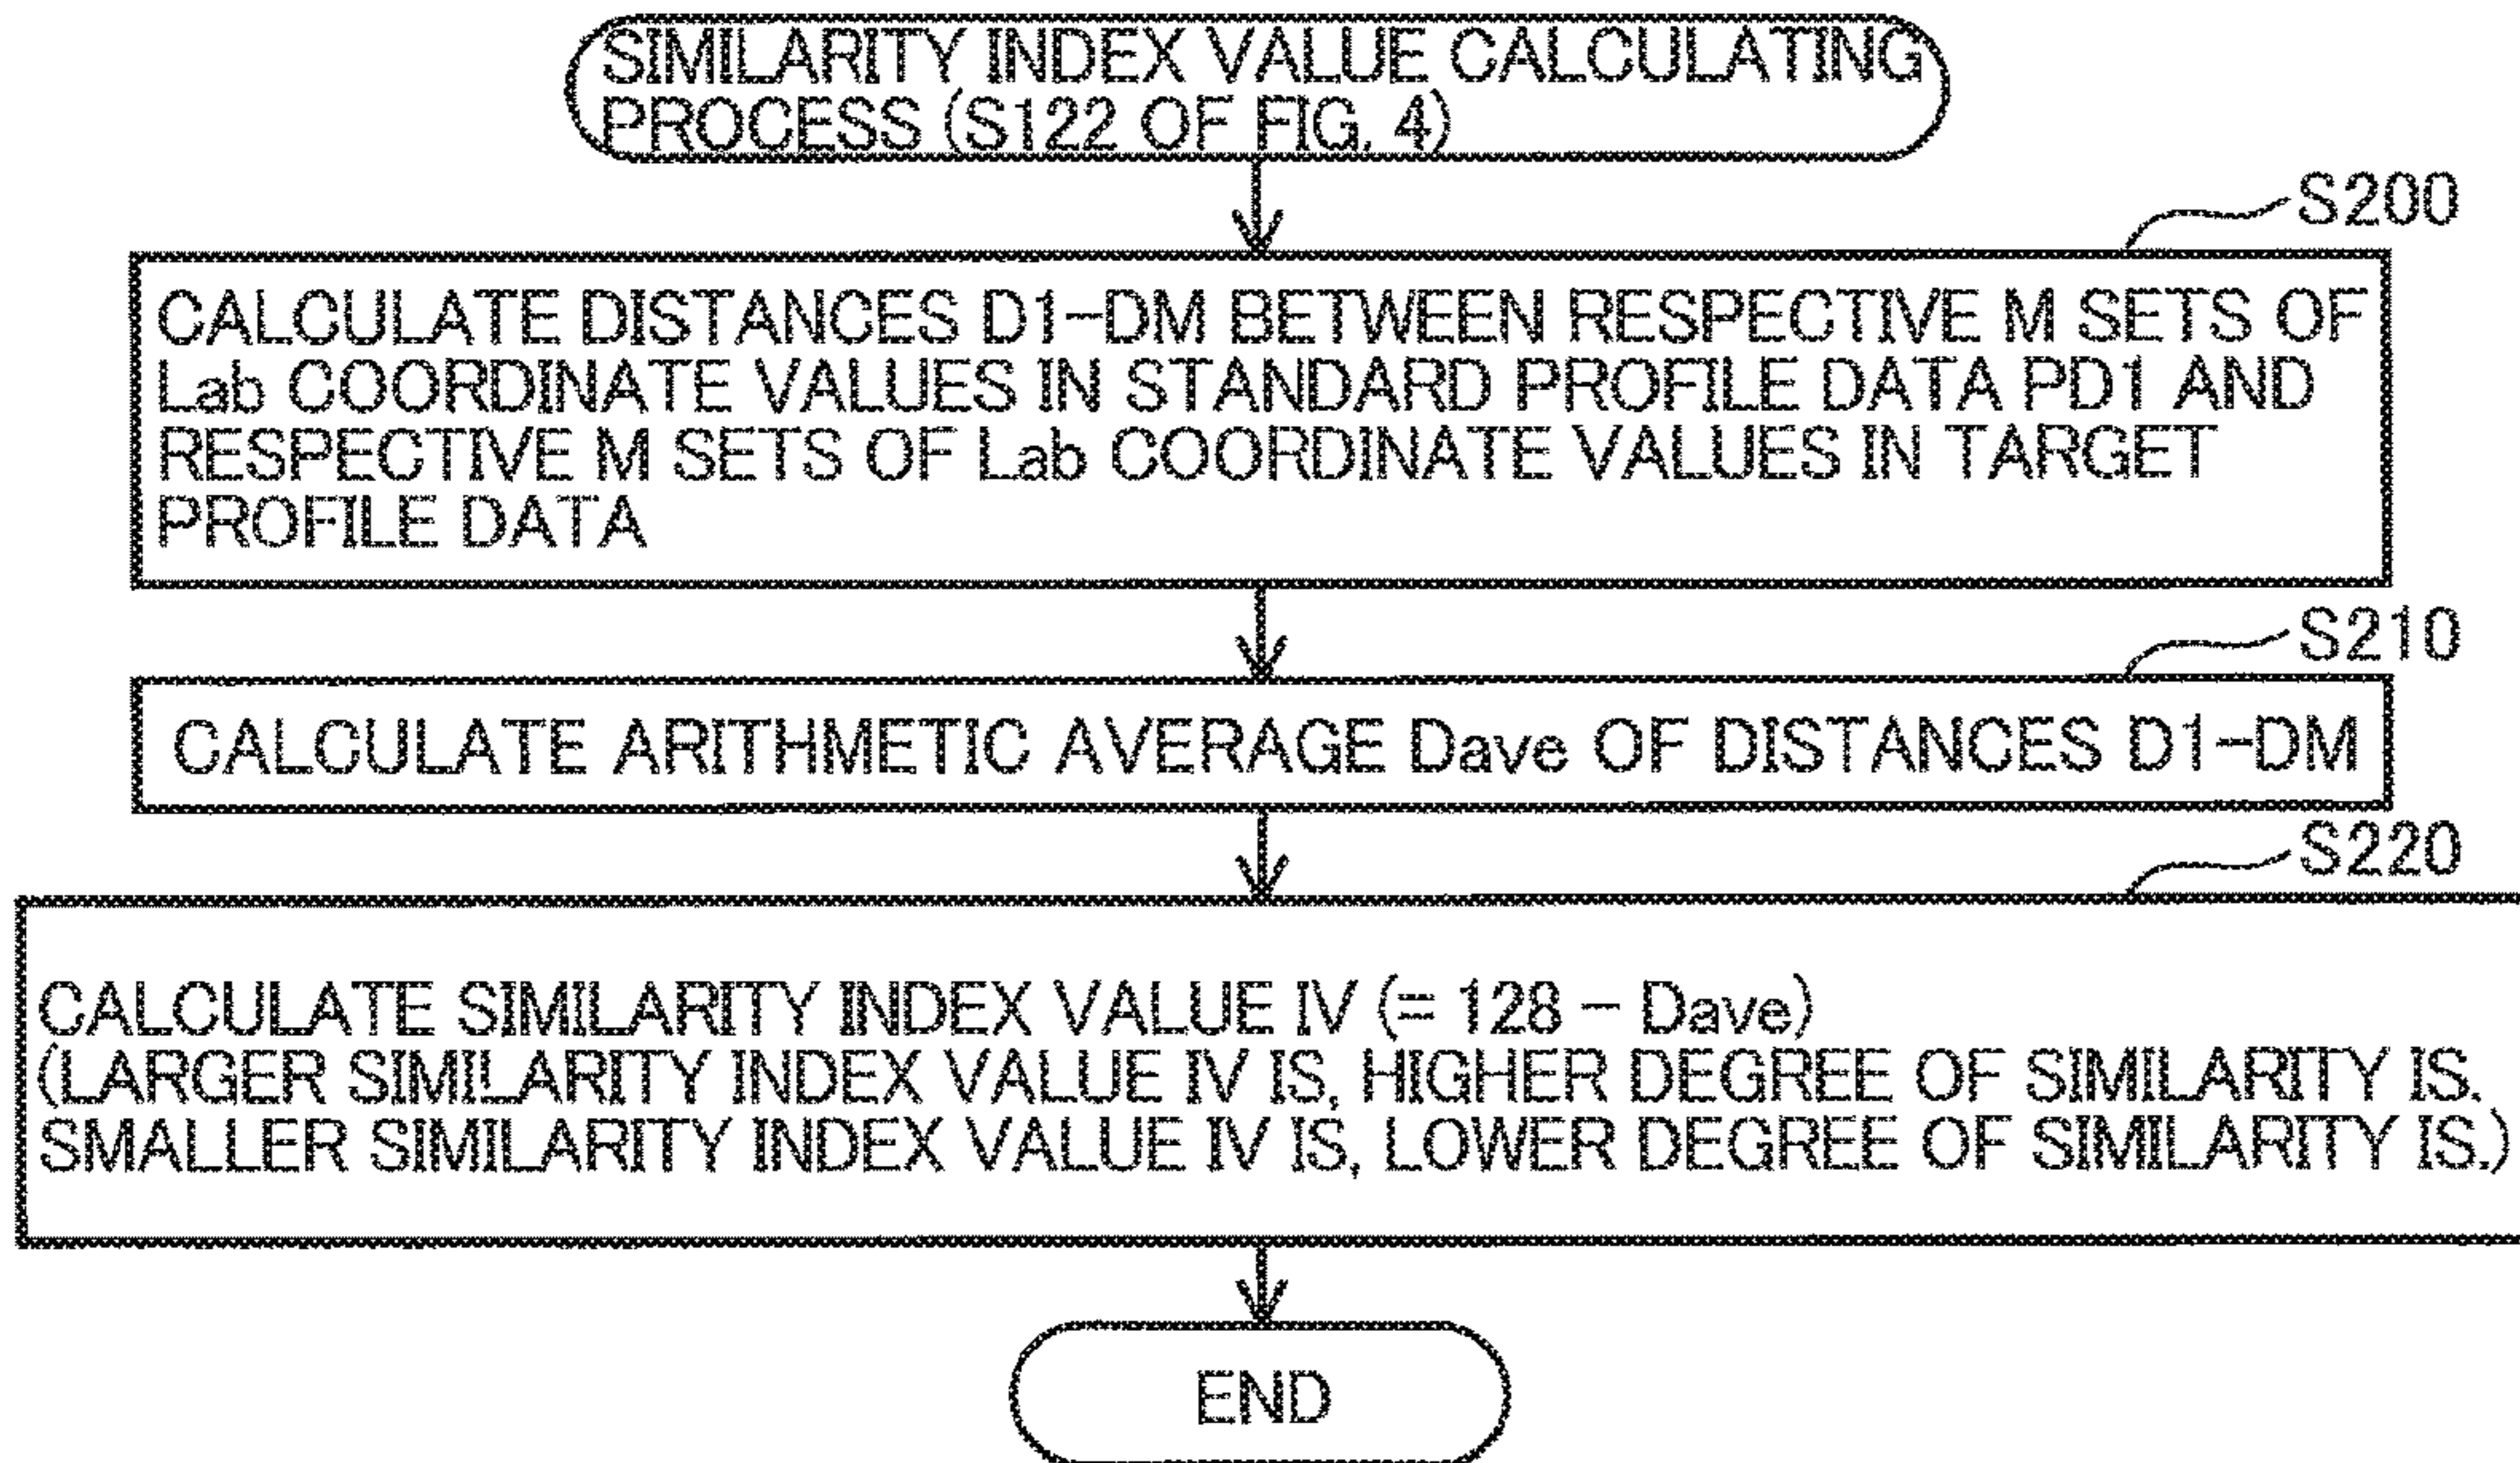 SIMILARITY INDEX VALUE CALCULATING
PROCESS (S122 OF FIG. 4)
S200
CALCULATE DISTANCES D1-DM BETWEEN RESPECTIVE M SETS OF
Lab COORDINATE VALUES IN STANDARD PROFILE DATA PD1 AND
RESPECTIVE M SETS OF Lab COORDINATE VALUES IN TARGET
PROFILE DATA
S210
CALCULATE ARITHMETIC AVERAGE Dave OF DISTANCES D1-DM
S220
CALCULATE SIMILARITY INDEX VALUE IV (= 128 - Dave)
(LARGER SIMILARITY INDEX VALUE IV IS, HIGHER DEGREE OF SIMILARITY IS.
SMALLER SIMILARITY INDEX VALUE IV IS, LOWER DEGREE OF SIMILARITY IS.)
END